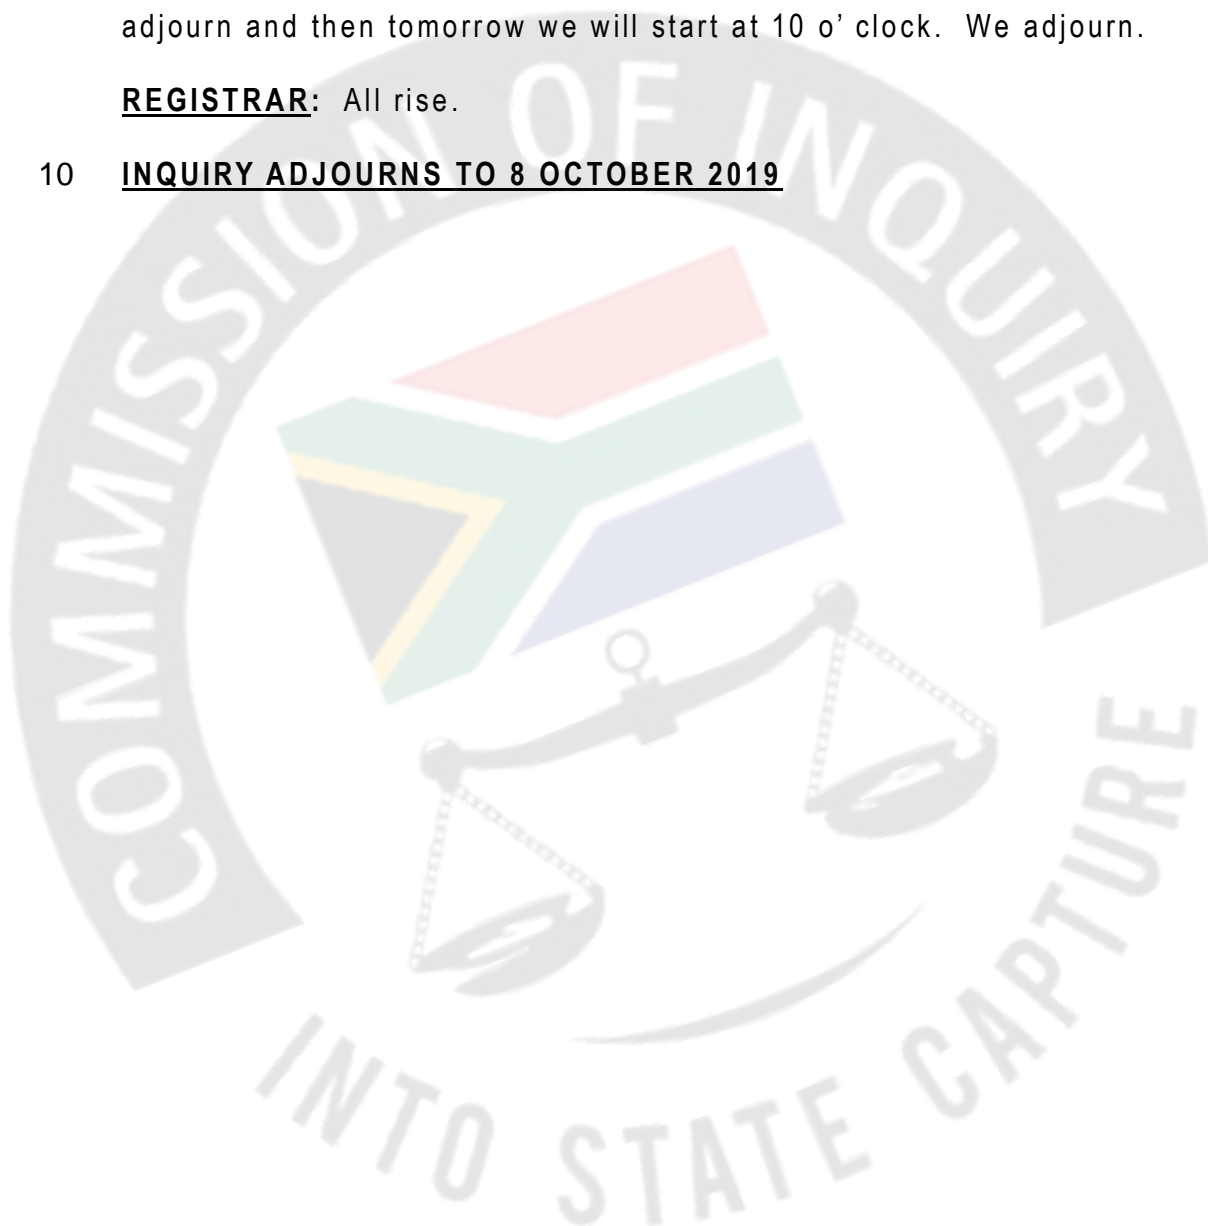 adjourn and then tomorrow we will start at 10 o' clock. We adjourn.
REGISTRAR: All rise.
10 INQUIRY ADJOURNS TO 8 OCTOBER 2019
COMMISSION OF INQUIRY
INTO STATE CAPTURE